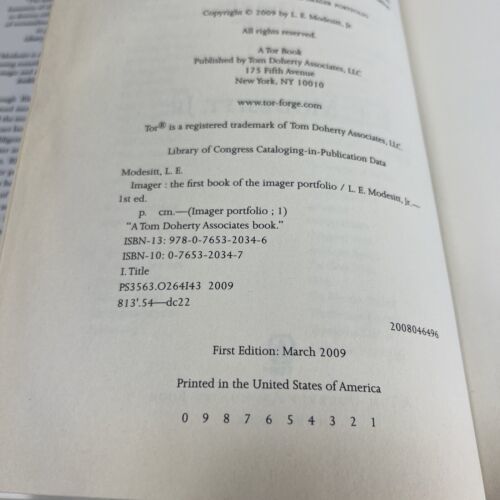 Copyright © 2009 by L. E. Modesitt, Jr.
All rights reserved.
A Tor Book
Published by Tom Doherty Associates, LLC
175 Fifth Avenue
New York, NY 10010
www.tor-forge.com
Tor® is a registered trademark of Tom Doherty Associates, LLC.
Library of Congress Cataloging-in-Publication Data
Modesitt, L. E.
Imager : the first book of the imager portfolio / L. E. Modesitt, Jr.—
1st ed.
p. cm.—(Imager portfolio ; 1)
"A Tom Doherty Associates book."
ISBN-13: 978-0-7653-2034-6
ISBN-10: 0-7653-2034-7
I. Title
PS3563.O264I43 2009
813'.54—dc22
2008046496
First Edition: March 2009
Printed in the United States of America
0 9 8 7 6 5 4 3 2 1